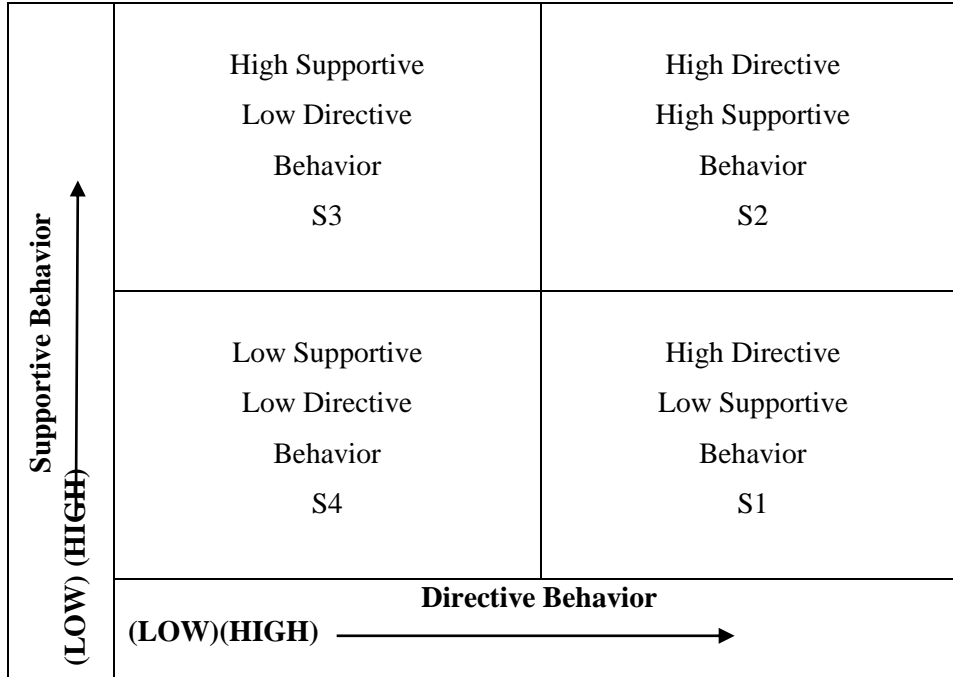 High Supportive
Low Directive
Behavior
S3
High Directive
High Supportive
Behavior
S2
Supportive Behavior
(LOW) (HIGH)
Low Supportive
Low Directive
Behavior
S4
High Directive
Low Supportive
Behavior
S1
Directive Behavior
(LOW)(HIGH)